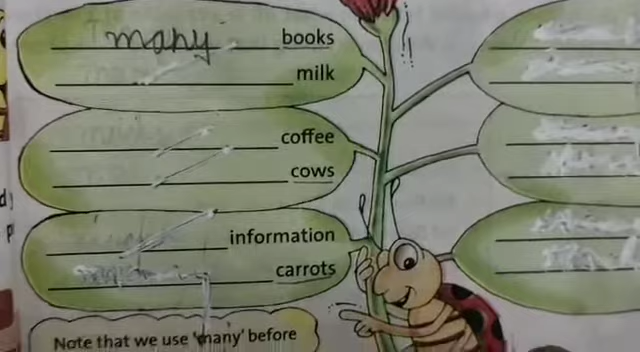 many books
milk
coffee
cows
information
carrots
Note that we use 'many' before